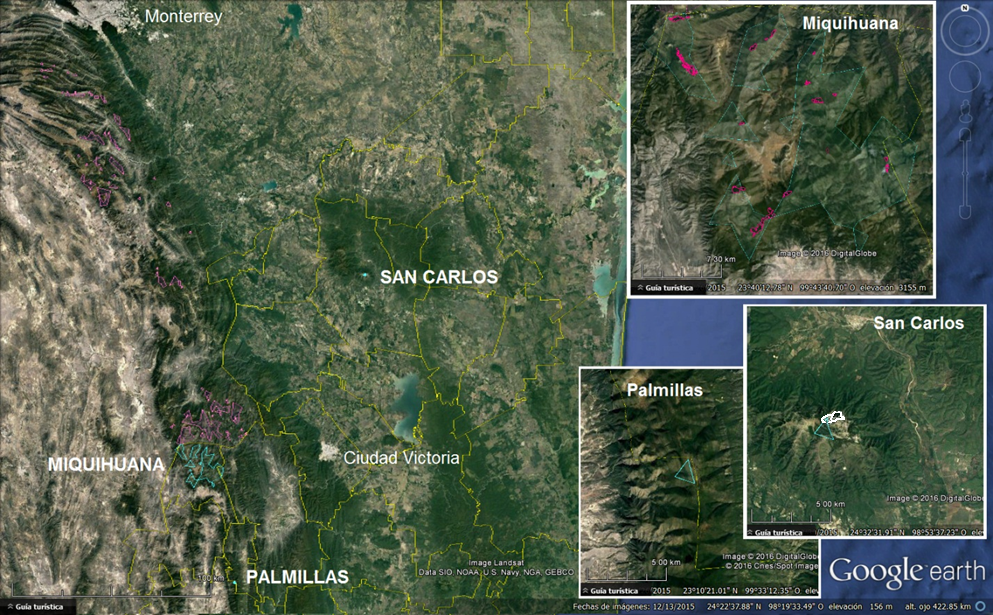 Monterrey
SAN CARLOS
MIQUIHUANA
Ciudad Victoria
PALMILLAS
Image Landsat
Data SIO, NOAA, U.S. Navy, NGA, GEBCO
Guía turística
Miquihuana
Image © 2016 DigitalGlobe
7.30 km
Guía turística 2015 23°40'12.78" N 99°43'40.70" O elevación 3155 m
San Carlos
Image © 2016 DigitalGlobe
5.00 km
Guía turística 2015 24°32'31.91" N 98°53'37.23" O ele
Palmillas
5.00 km
Image © 2016 DigitalGlob
© 2016 Cnes/Spot Image
Guía turística 2015 23°10'21.01" N 99°33'12.35" O elev
Google earth
Fechas de imágenes: 12/13/2015 24°22'37.88" N 98°19'33.49" O elevación 156 m alt. ojo 422.85 km
N